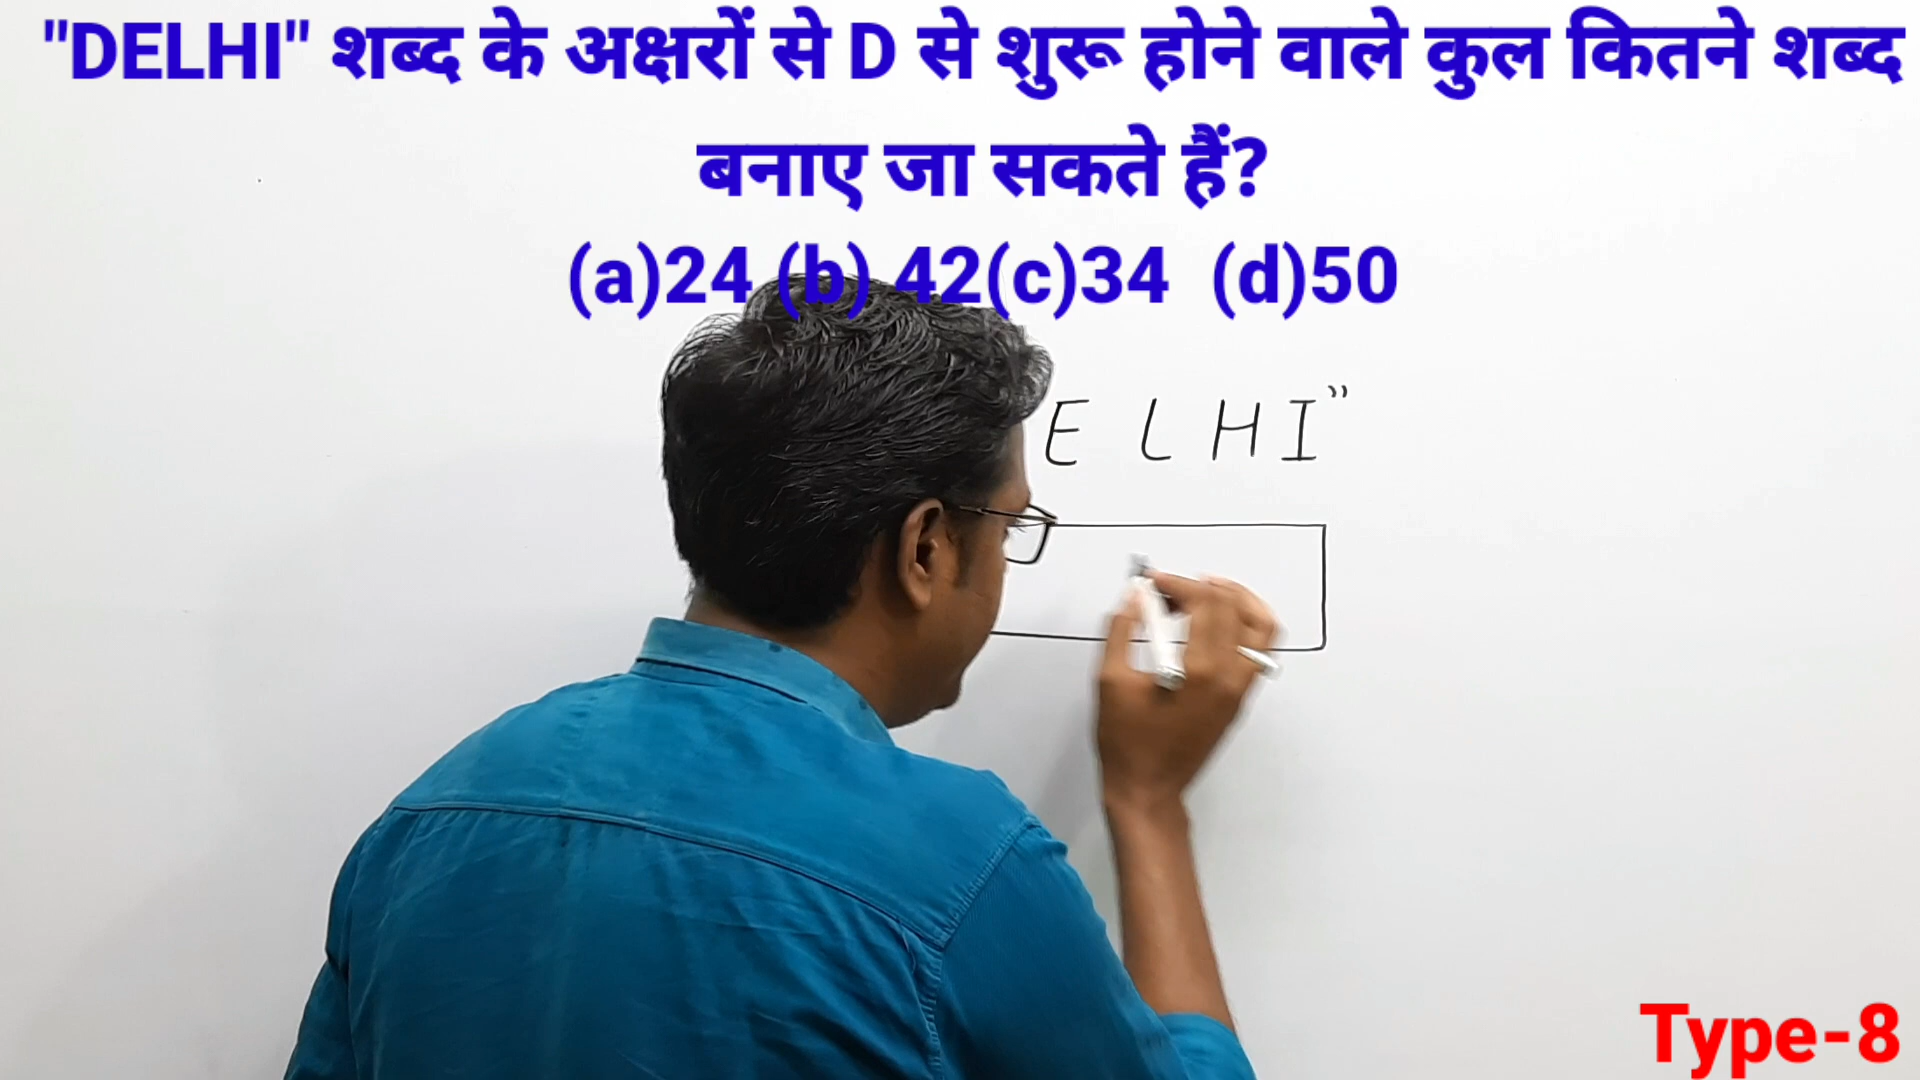 "DELHI" शब्द के अक्षरों से D से शुरू होने वाले कुल कितने शब्द
बनाए जा सकते हैं?
(a)24 (b) 42(c)34 (d)50
E L H I"
Type-8